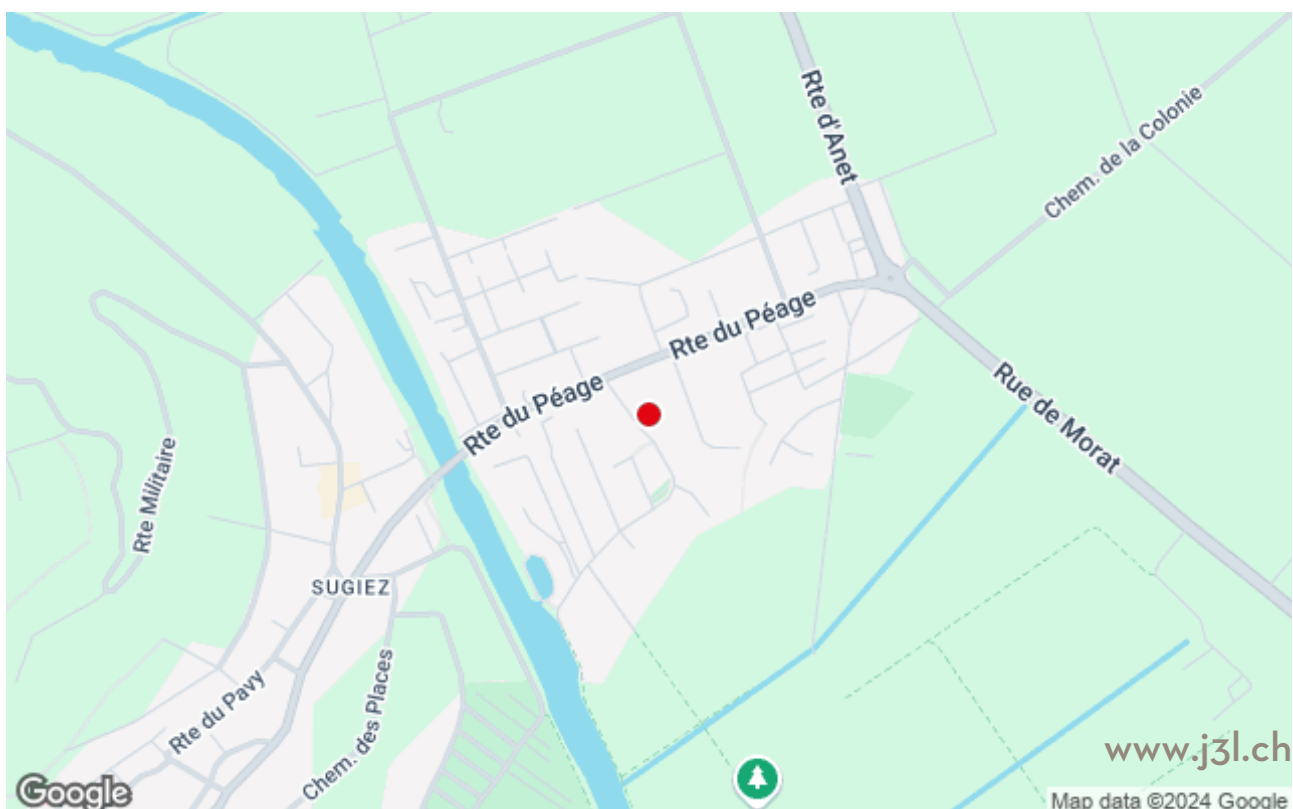 Rte d'Anet
Chem. de la Colonie
Rte du Péage
Rte du Péage
Rue de Morat
Rte Militaire
SUGIEZ
Rte du Pavy
Chem. des Places
www.j3l.ch
Google
Map data ©2024 Google